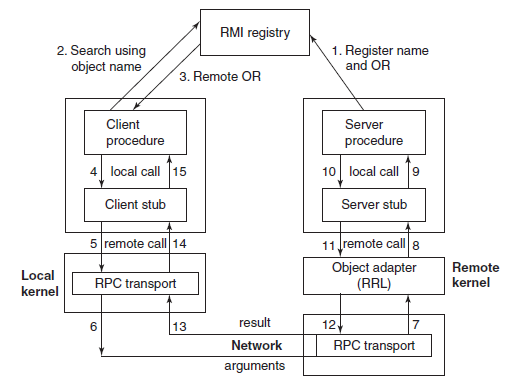 RMI registry
2. Search using
object name
1. Register name
and OR
3. Remote OR
Client
procedure
Server
procedure
4 local call 15
10 local call 9
Client stub
Server stub
5 remote call 14
11 remote call 8
Local
kernel
RPC transport
Object adapter
(RRL)
Remote
kernel
6
13
result
12
7
Network
RPC transport
arguments